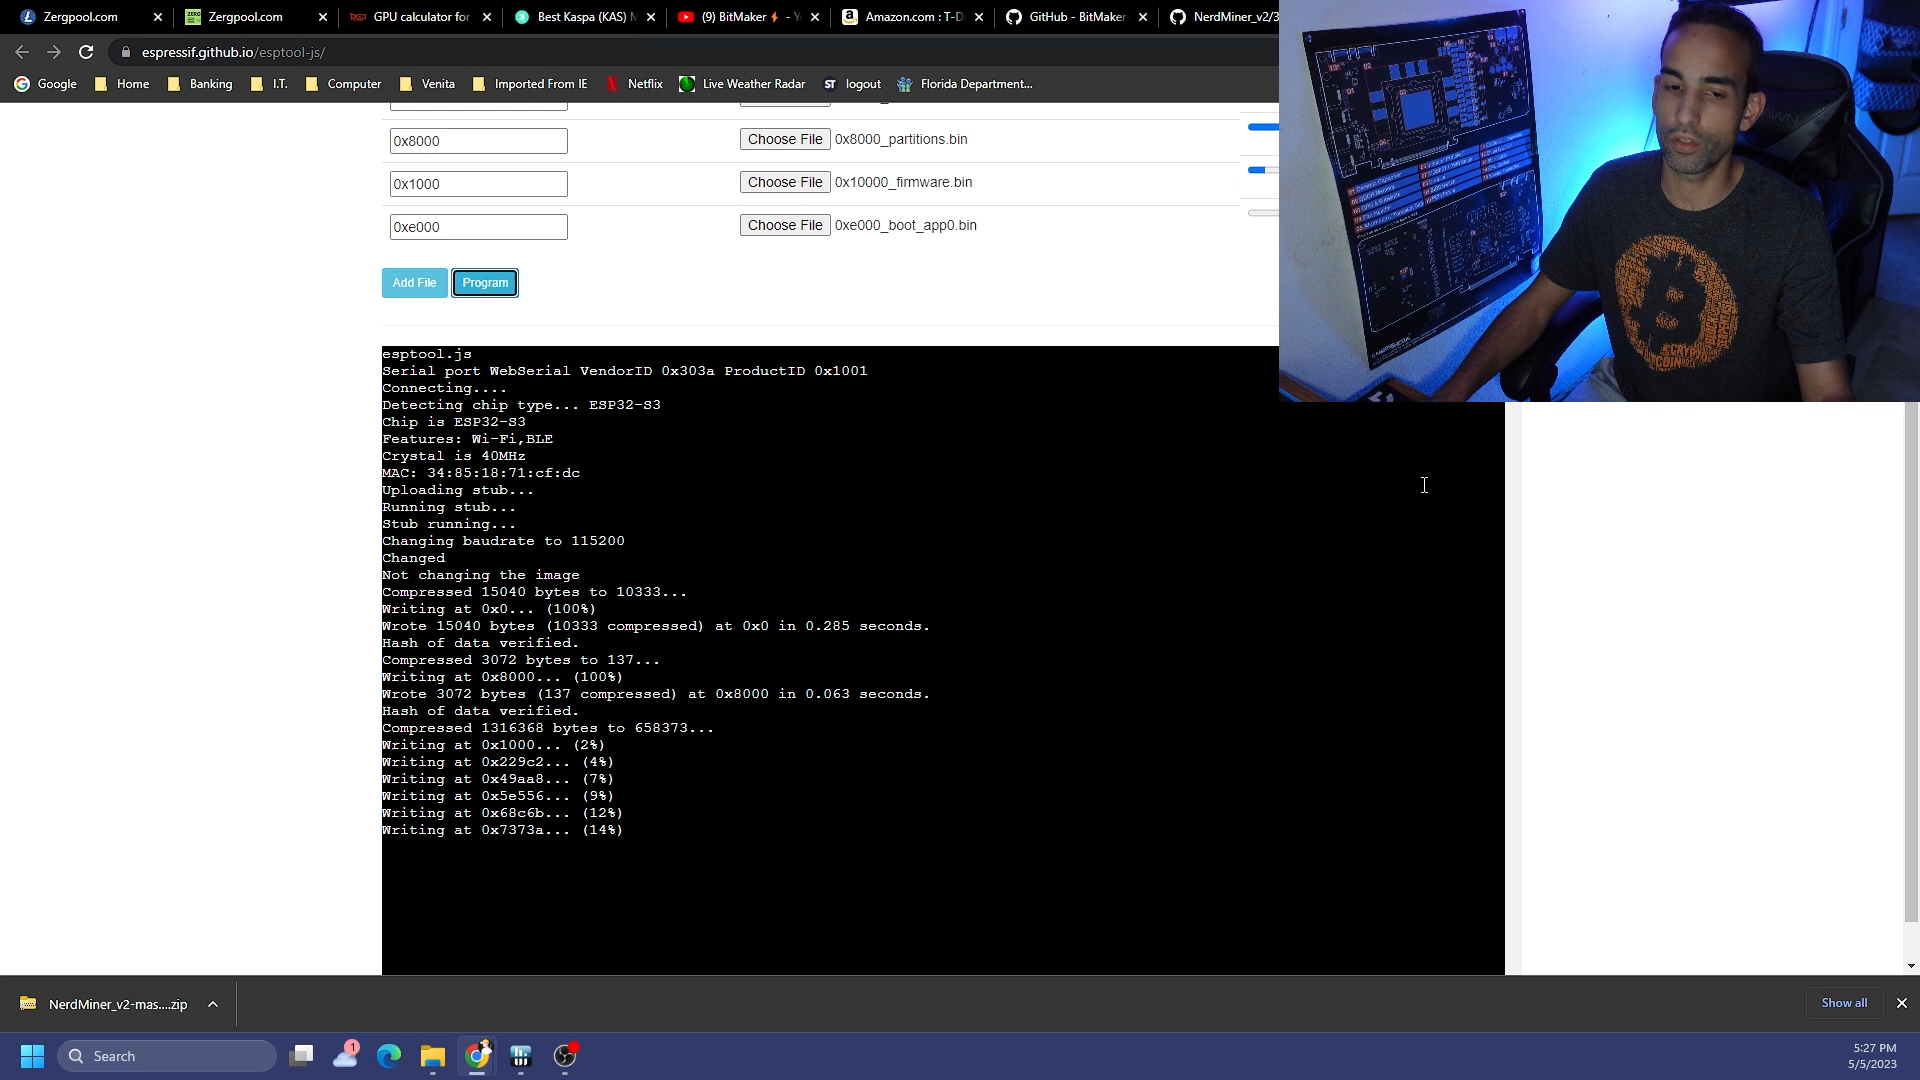 Zergpool.com
Zergpool.com
GPU calculator for
Best Kaspa (KAS)
(9) BitMaker
Amazon.com : T-D
GitHub - BitMaker-
NerdMiner_v2/3
espressif.github.io/esptool-js/
Google
Home
Banking
I.T.
Computer
Venita
Imported From IE
Netflix
Live Weather Radar
ST logout
Florida Department...
0x8000
Choose File 0x8000_partitions.bin
0x1000
Choose File 0x10000_firmware.bin
0xe000
Choose File 0xe000_boot_app0.bin
Add File
Program
esptool.js
Serial port WebSerial VendorID 0x303a ProductID 0x1001
Connecting....
Detecting chip type... ESP32-S3
Chip is ESP32-S3
Features: Wi-Fi,BLE
Crystal is 40MHz
MAC: 34:85:18:71:cf:dc
Uploading stub...
Running stub...
Stub running...
Changing baudrate to 115200
Changed
Not changing the image
Compressed 15040 bytes to 10333...
Writing at 0x0... (100%)
Wrote 15040 bytes (10333 compressed) at 0x0 in 0.285 seconds.
Hash of data verified.
Compressed 3072 bytes to 137...
Writing at 0x8000... (100%)
Wrote 3072 bytes (137 compressed) at 0x8000 in 0.063 seconds.
Hash of data verified.
Compressed 1316368 bytes to 658373...
Writing at 0x1000... (2%)
Writing at 0x229c2... (4%)
Writing at 0x49aa8... (7%)
Writing at 0x5e556... (9%)
Writing at 0x68c6b... (12%)
Writing at 0x7373a... (14%)
NerdMiner_v2-mas....zip
Show all
Search
1
5:27 PM
5/5/2023